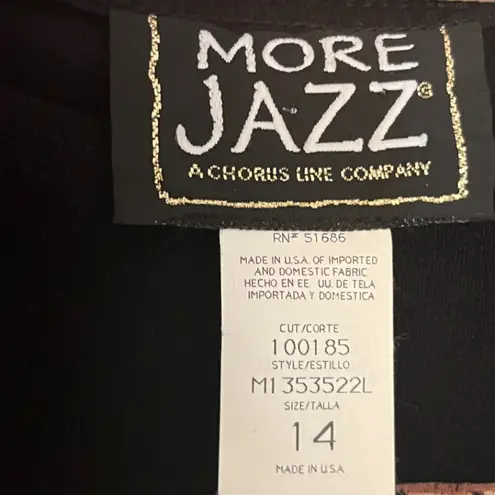 MORE
JAZZ®
A CHORUS LINE COMPANY
RN# 51686
MADE IN U.S.A. OF IMPORTED
AND DOMESTIC FABRIC
HECHO EN EE. UU. DE TELA
IMPORTADA Y DOMESTICA
CUT/CORTE
100185
STYLE/ESTILLO
M1353522L
SIZE/TALLA
14
MADE IN U.S.A